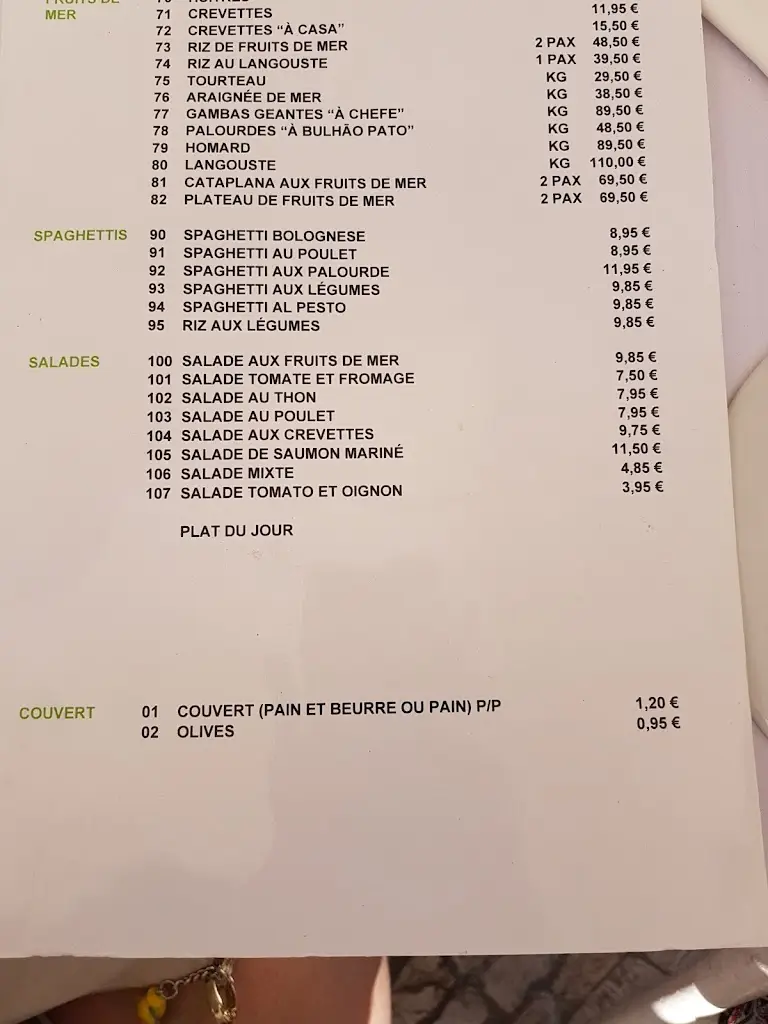 MER
71 CREVETTES 11,95 €
72 CREVETTES “À CASA” 15,50 €
73 RIZ DE FRUITS DE MER 2 PAX 48,50 €
74 RIZ AU LANGOUSTE 1 PAX 39,50 €
75 TOURTEAU KG 29,50 €
76 ARAIGNÉE DE MER KG 38,50 €
77 GAMBAS GEANTES “À CHEFE” KG 89,50 €
78 PALOURDES “À BULHÃO PATO” KG 48,50 €
79 HOMARD KG 89,50 €
80 LANGOUSTE KG 110,00 €
81 CATAPLANA AUX FRUITS DE MER 2 PAX 69,50 €
82 PLATEAU DE FRUITS DE MER 2 PAX 69,50 €
SPAGHETTIS 90 SPAGHETTI BOLOGNESE 8,95 €
91 SPAGHETTI AU POULET 8,95 €
92 SPAGHETTI AUX PALOURDE 11,95 €
93 SPAGHETTI AUX LÉGUMES 9,85 €
94 SPAGHETTI AL PESTO 9,85 €
95 RIZ AUX LÉGUMES 9,85 €
SALADES 100 SALADE AUX FRUITS DE MER 9,85 €
101 SALADE TOMATE ET FROMAGE 7,50 €
102 SALADE AU THON 7,95 €
103 SALADE AU POULET 7,95 €
104 SALADE AUX CREVETTES 9,75 €
105 SALADE DE SAUMON MARINÉ 11,50 €
106 SALADE MIXTE 4,85 €
107 SALADE TOMATO ET OIGNON 3,95 €
PLAT DU JOUR
COUVERT 01 COUVERT (PAIN ET BEURRE OU PAIN) P/P 1,20 €
02 OLIVES 0,95 €